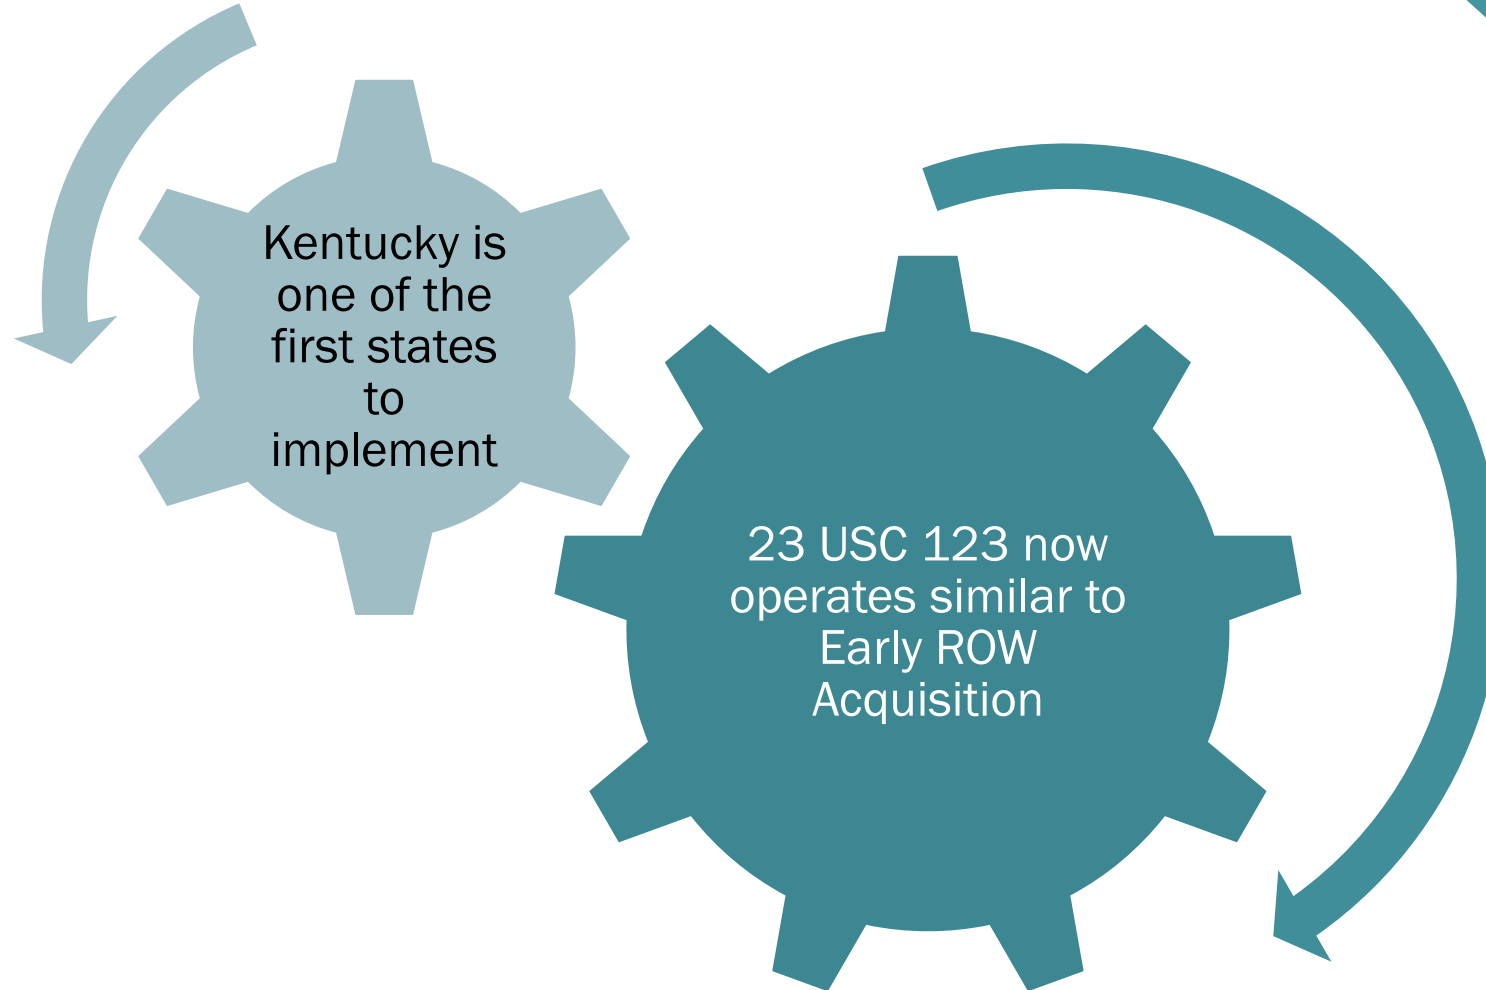 Kentucky is
one of the
first states
to
implement
23 USC 123 now
operates similar to
Early ROW
Acquisition